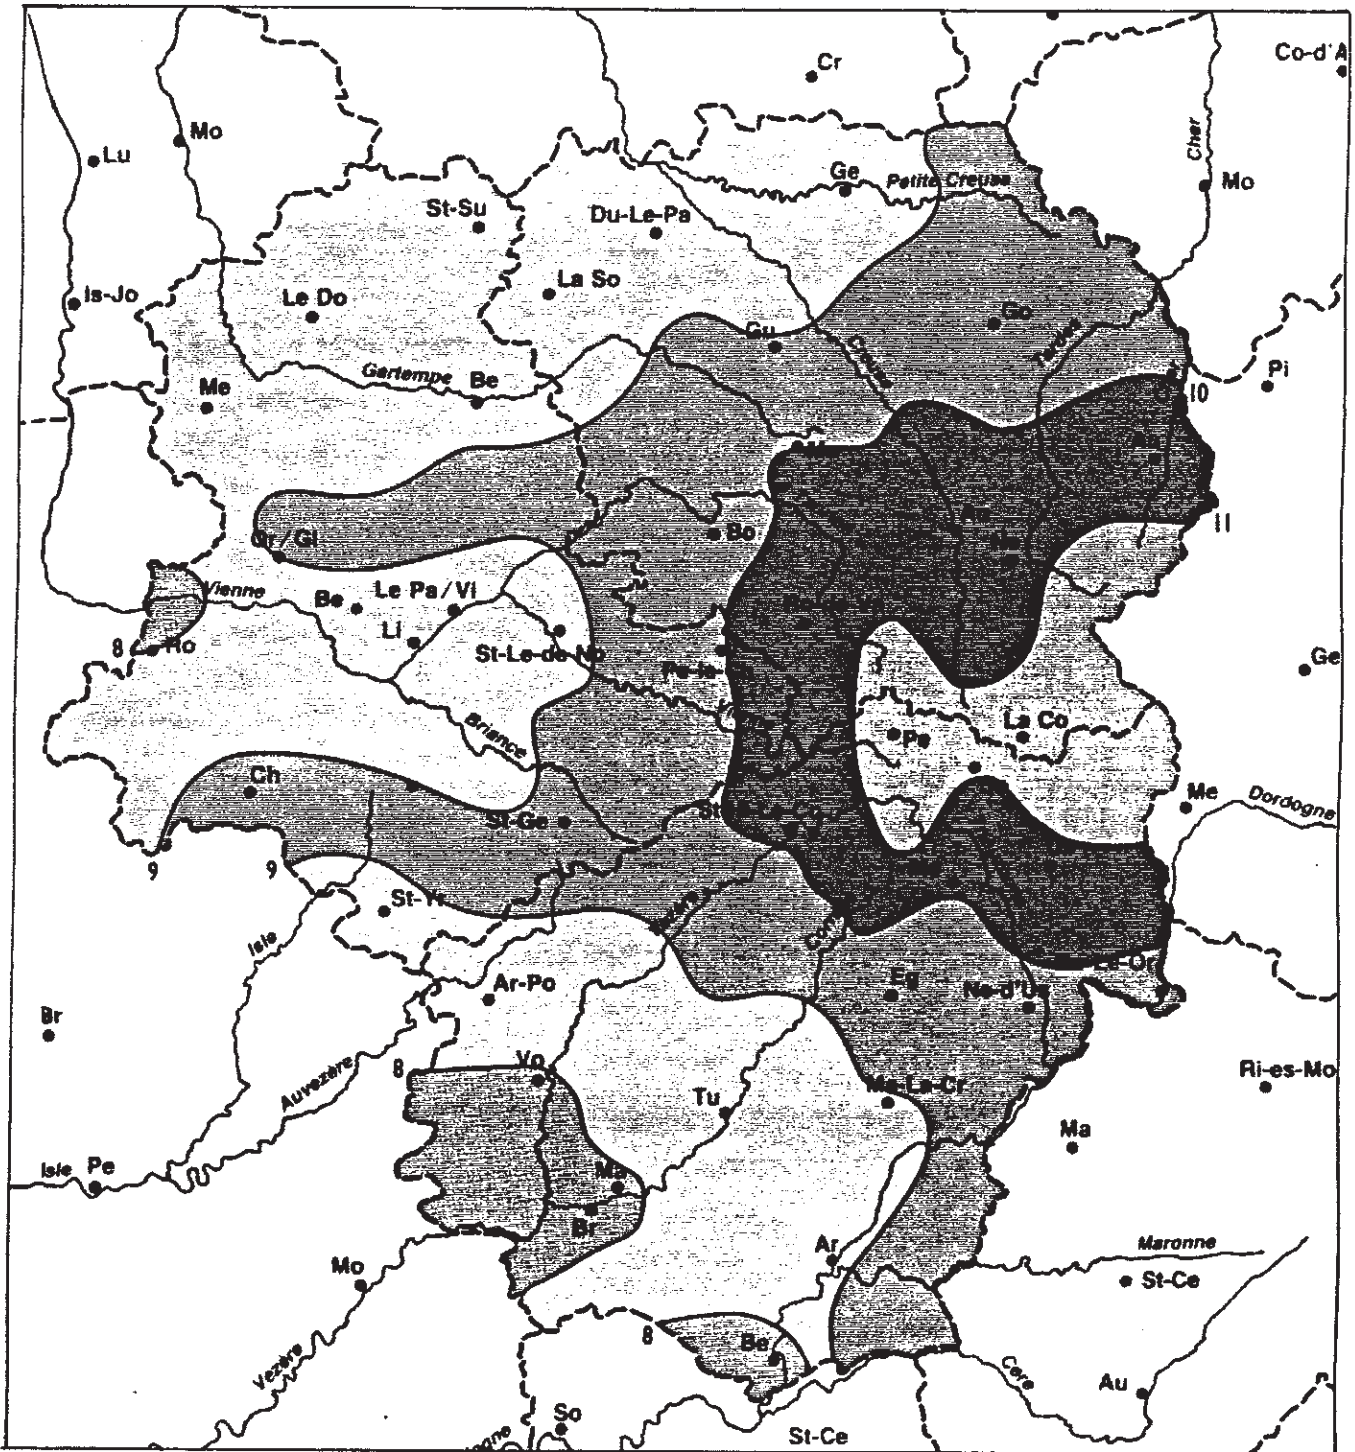 Cr
Co-d'A
Mo
Lu
Cher
Ge
Petite Creuse
Mo
St-Su
Du-Le-Pa
La So
Is-Jo
Le Do
Go
Gu
Tardes
Creuse
Pi
Gartempe
Be
Me
10
Au
11
Or/Gl
Bo
Vienne
Le Pa/Vi
Be
Li
8
Ro
St-Le-de-No
Ge
La Co
Pe
Briance
Ch
Me
Dordogne
St-Ge
9
9
St-Yr
Isle
Eg
Ar-Po
Ne-d'Us
Br
Vo
8
Auvezère
Tu
Ri-es-Mo
Ma
Isle
Pe
Ma
Br
Ar
Maronne
Mo
St-Ce
8
Be
Vezère
Cere
Au
So
St-Ce